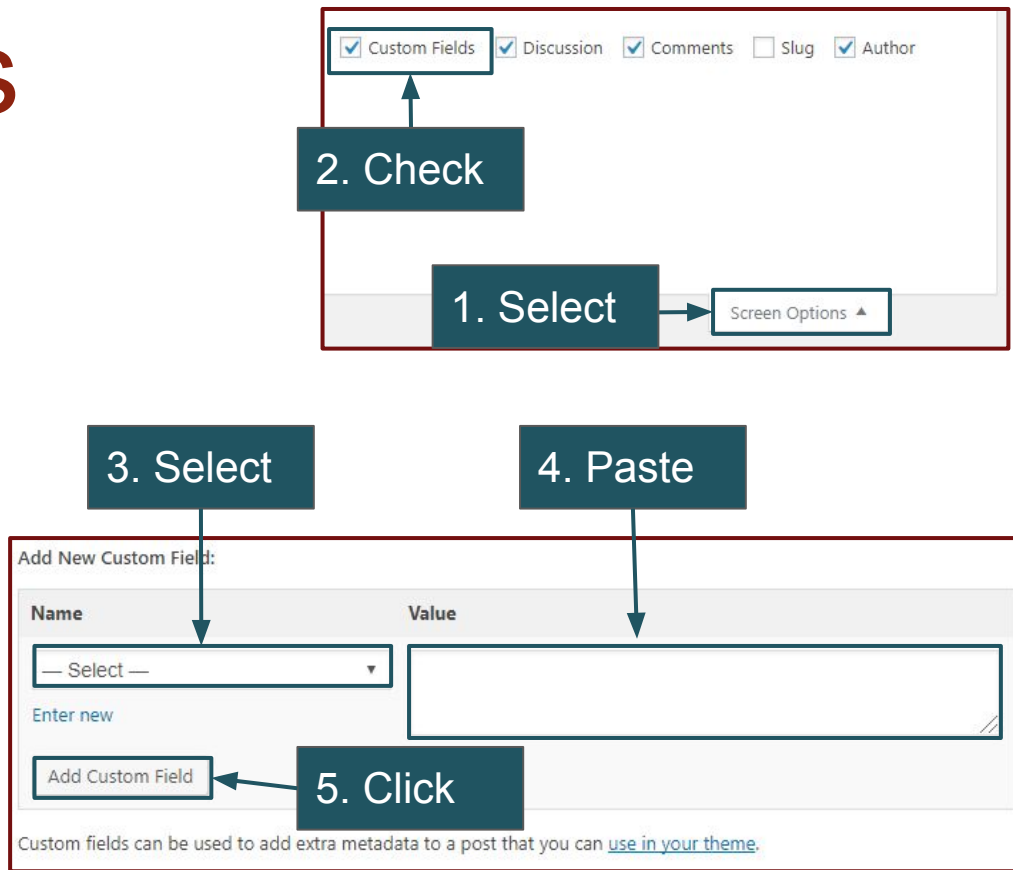 s
Custom Fields Discussion Comments Slug Author
2. Check
1. Select
Screen Options ▲
3. Select
4. Paste
Add New Custom Field:
Name Value
— Select — ▼
Enter new
Add Custom Field
5. Click
Custom fields can be used to add extra metadata to a post that you can use in your theme.